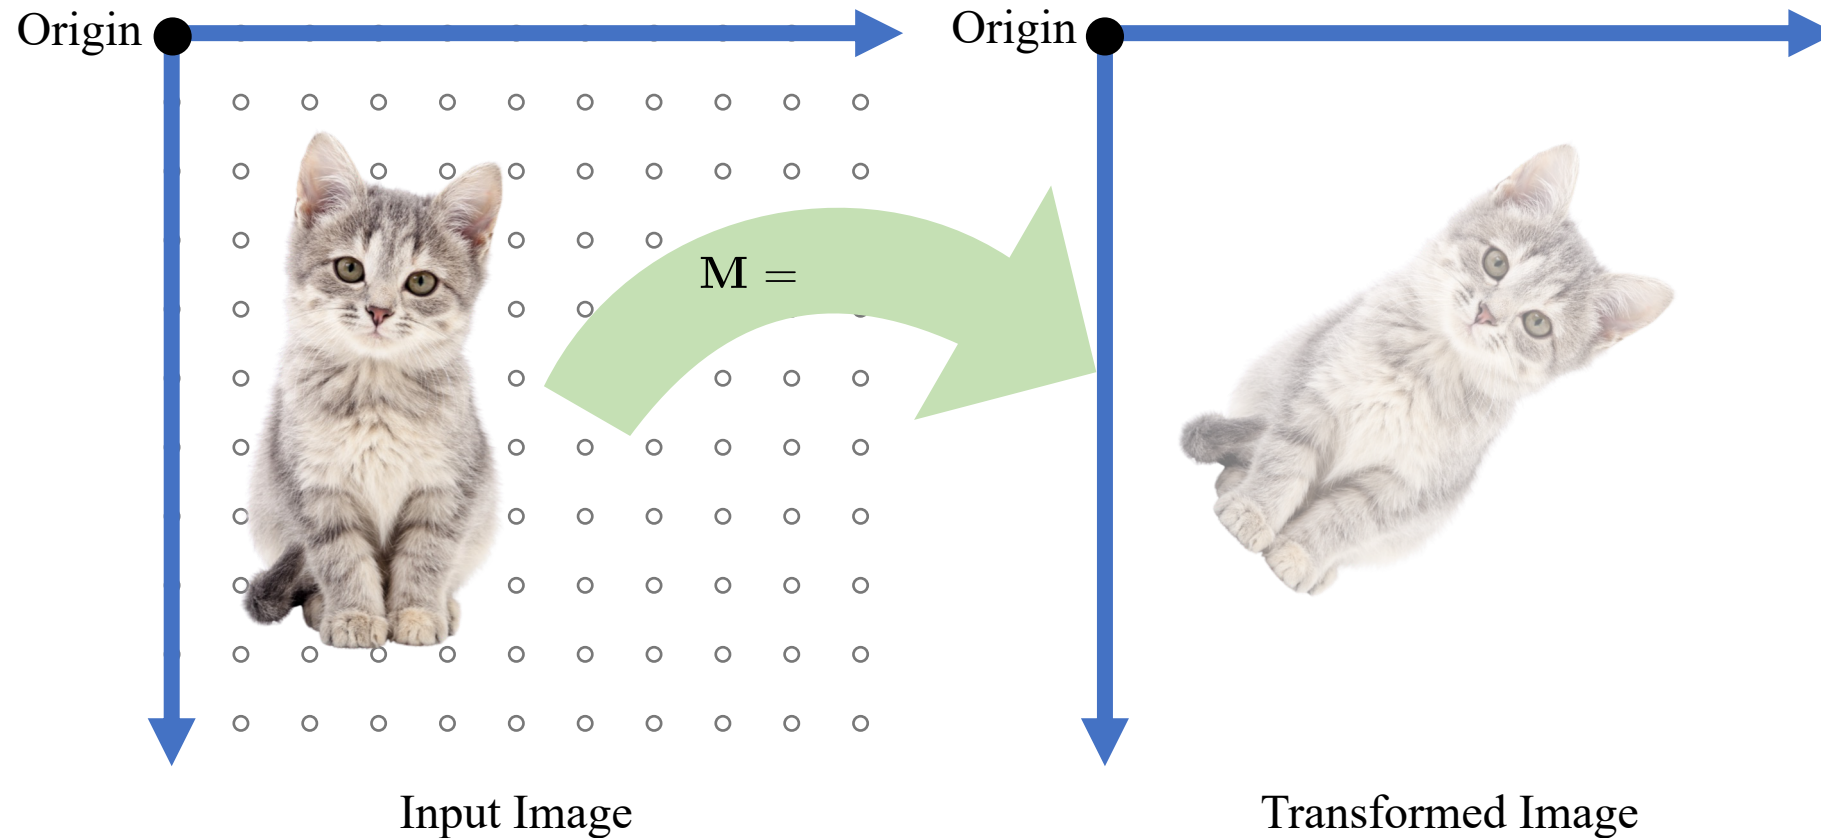 Origin
Origin
M =
Input Image
Transformed Image